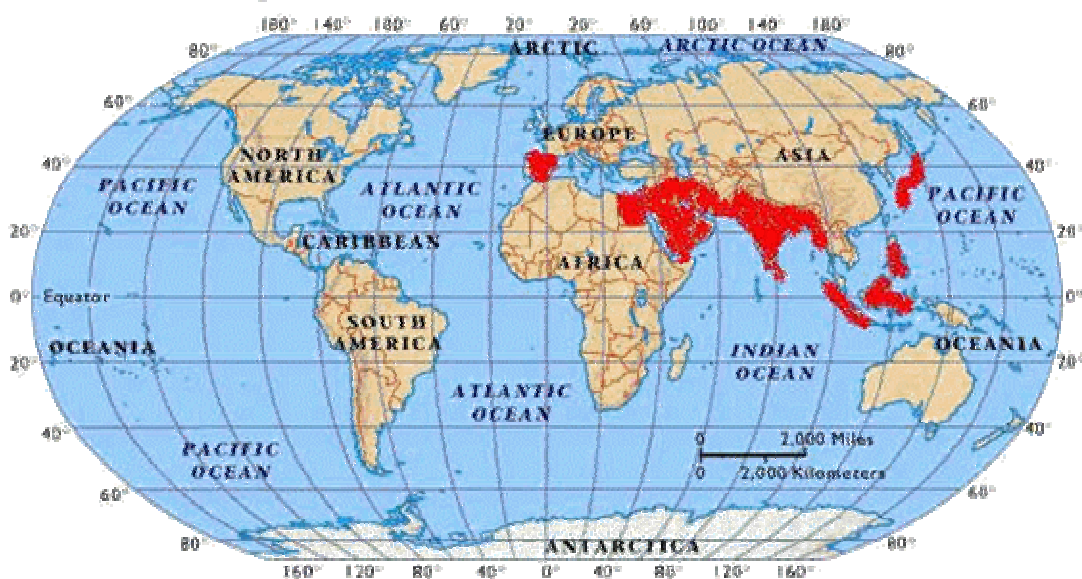 180° 140° 180° 60° 20° 20° 60° 100° 140° 180°
80° ARCTIC ARCTIC OCEAN 80°
60° 60°
EUROPE
40° NORTH AMERICA ASIA 40°
PACIFIC OCEAN
ATLANTIC OCEAN
PACIFIC OCEAN
20° CARIBBEAN 20°
AFRICA
0° Equator 0°
SOUTH AMERICA
OCEANIA OCEANIA
20° INDIAN OCEAN 20°
ATLANTIC OCEAN
40° 40°
0 2,000 Miles
0 2,000 Kilometers
PACIFIC OCEAN
60° 60°
80 ANTARCTICA 80°
160° 120° 80° 40° 0° 40° 80° 120° 160°